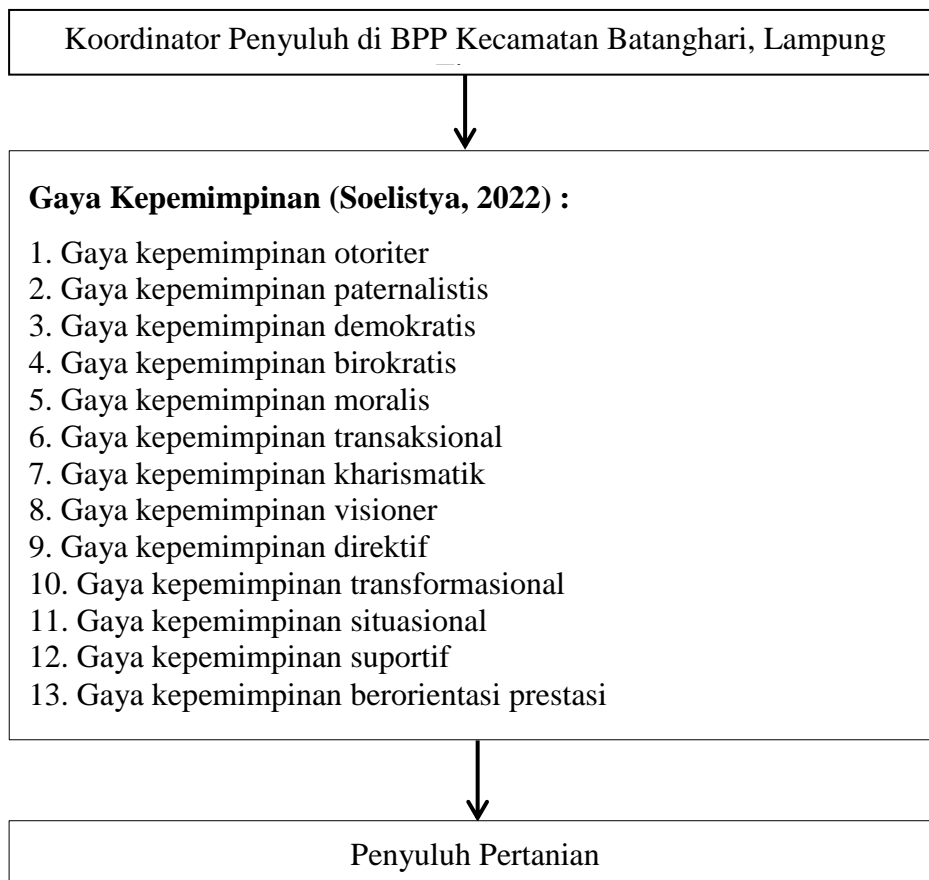 Koordinator Penyuluh di BPP Kecamatan Batanghari, Lampung
Gaya Kepemimpinan (Soelistya, 2022) :
1. Gaya kepemimpinan otoriter
2. Gaya kepemimpinan paternalistis
3. Gaya kepemimpinan demokratis
4. Gaya kepemimpinan birokratis
5. Gaya kepemimpinan moralis
6. Gaya kepemimpinan transaksional
7. Gaya kepemimpinan kharismatik
8. Gaya kepemimpinan visioner
9. Gaya kepemimpinan direktif
10. Gaya kepemimpinan transformasional
11. Gaya kepemimpinan situasional
12. Gaya kepemimpinan suportif
13. Gaya kepemimpinan berorientasi prestasi
Penyuluh Pertanian